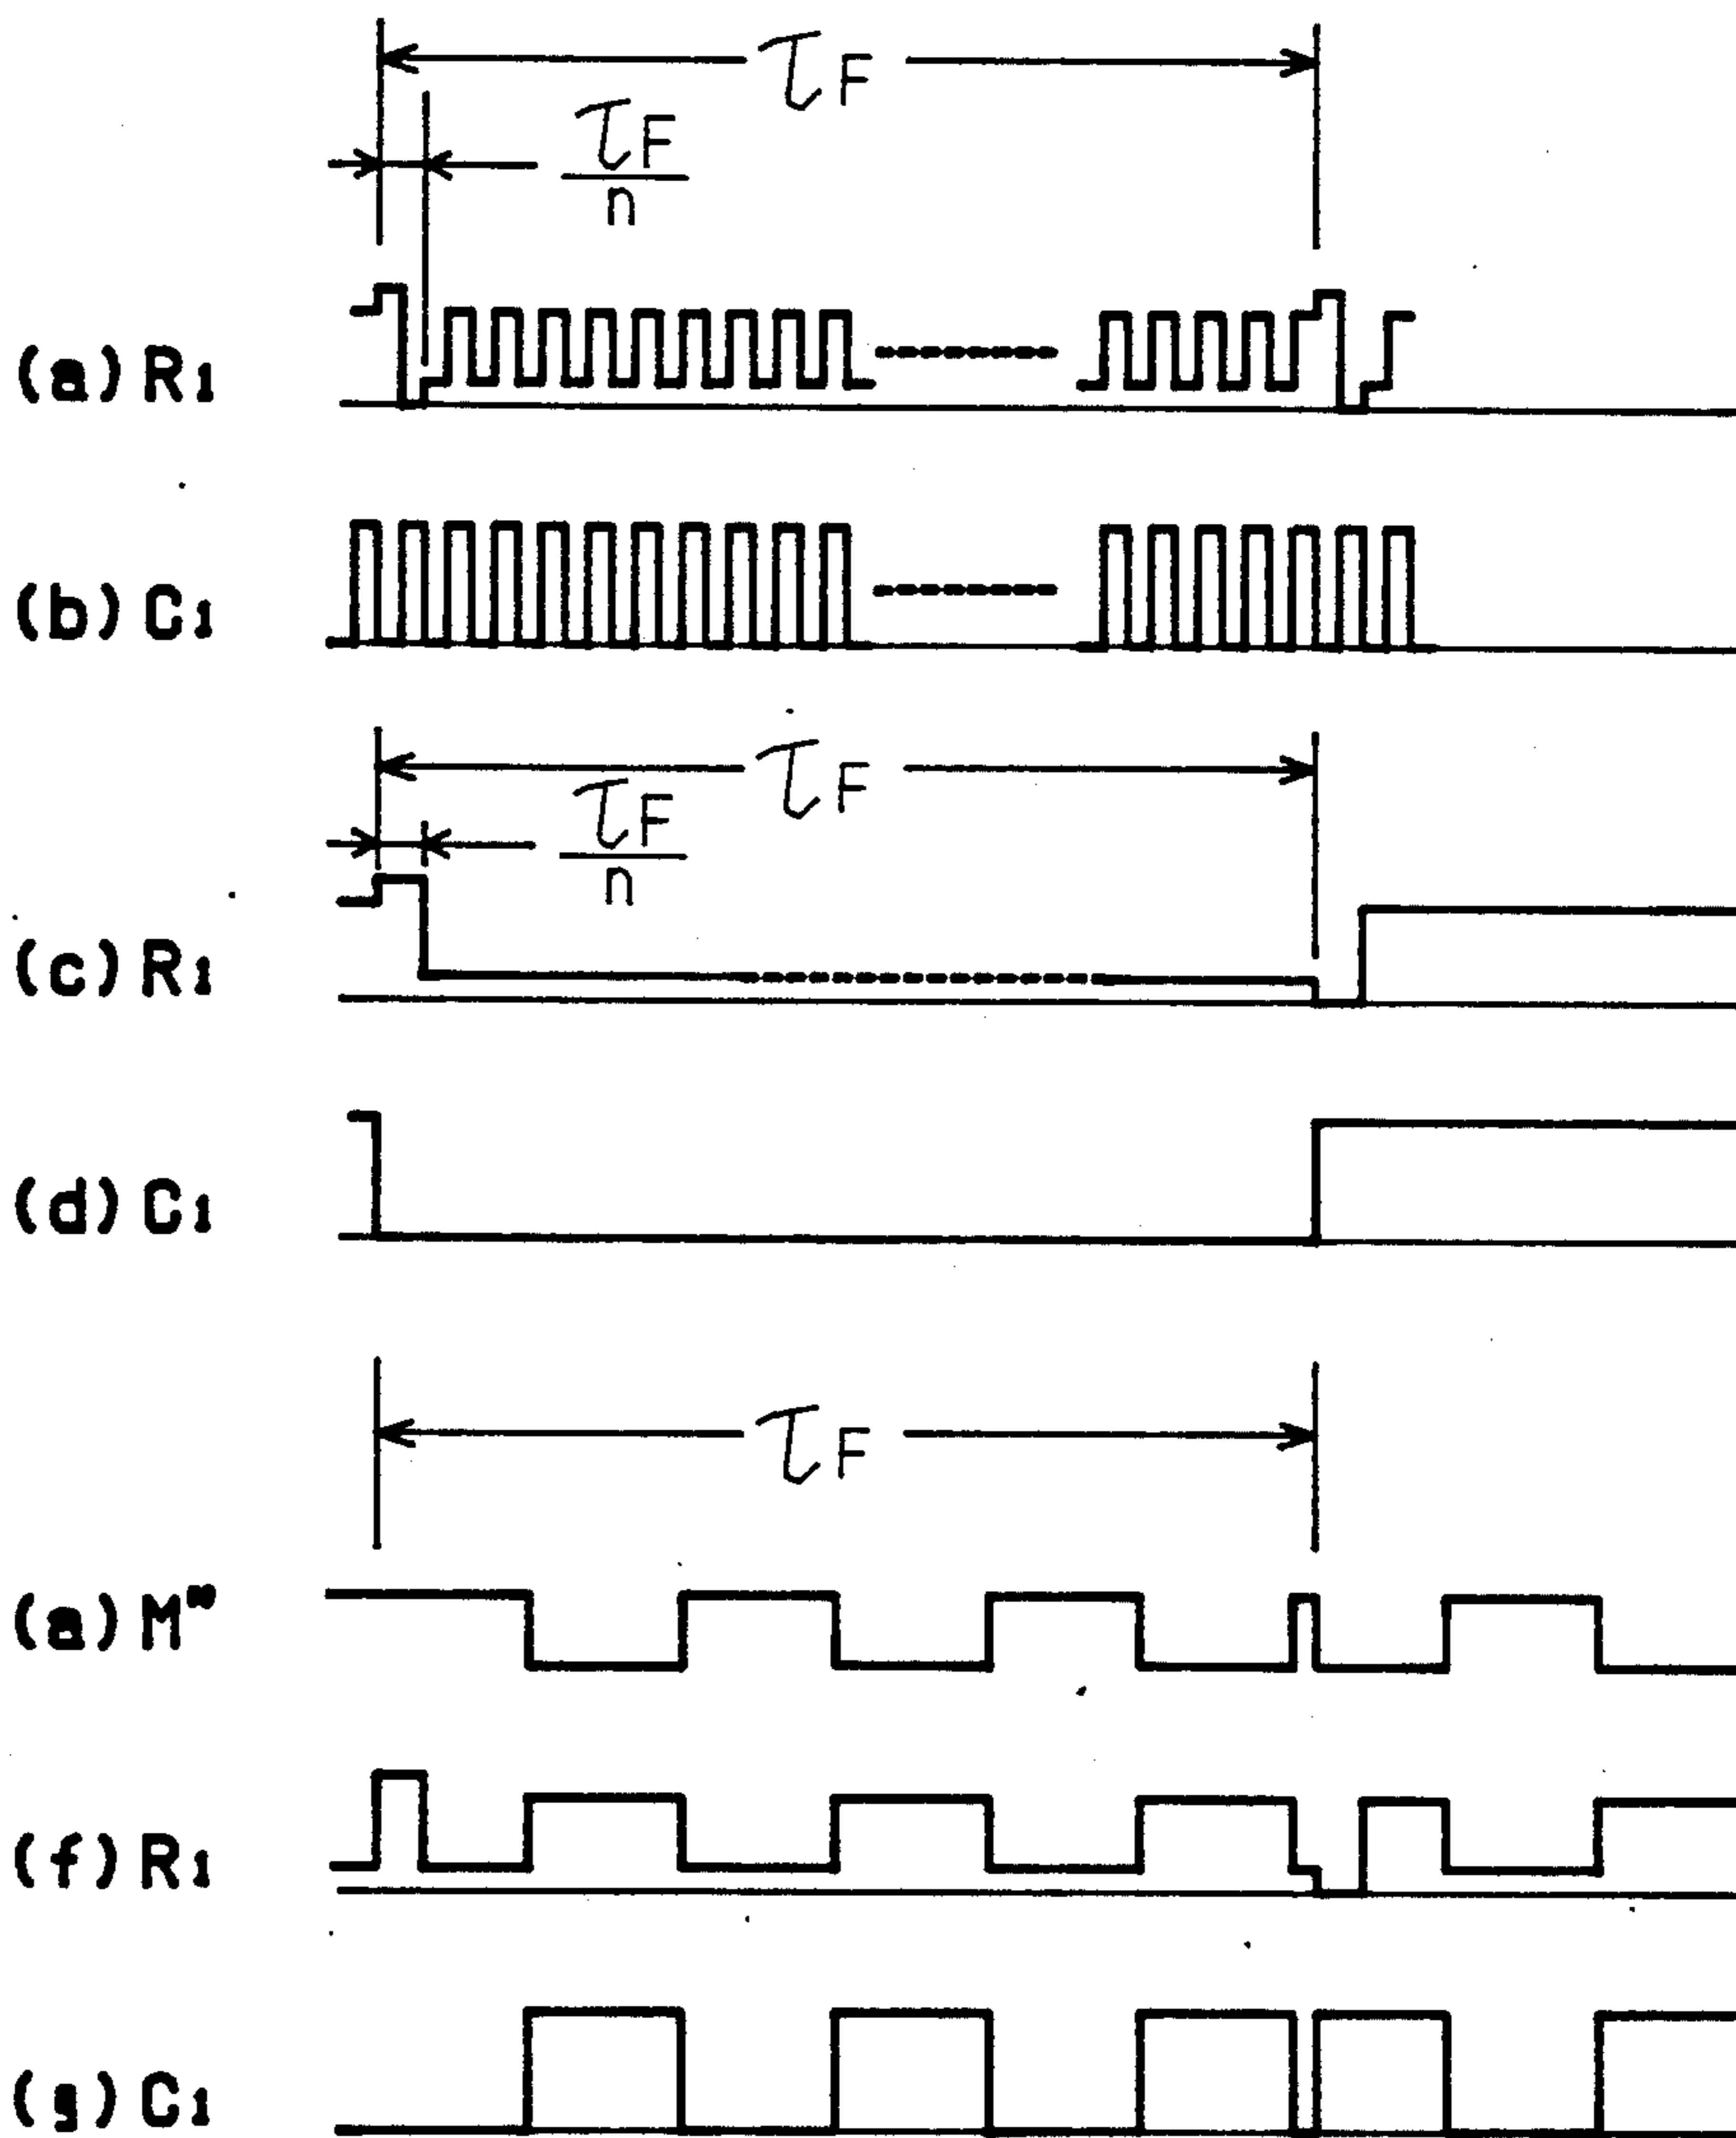 τF
τF
n
(a) R1
(b) C1
τF
τF
n
(c) R1
(d) C1
τF
(a) M∞
(f) R1
(g) C1